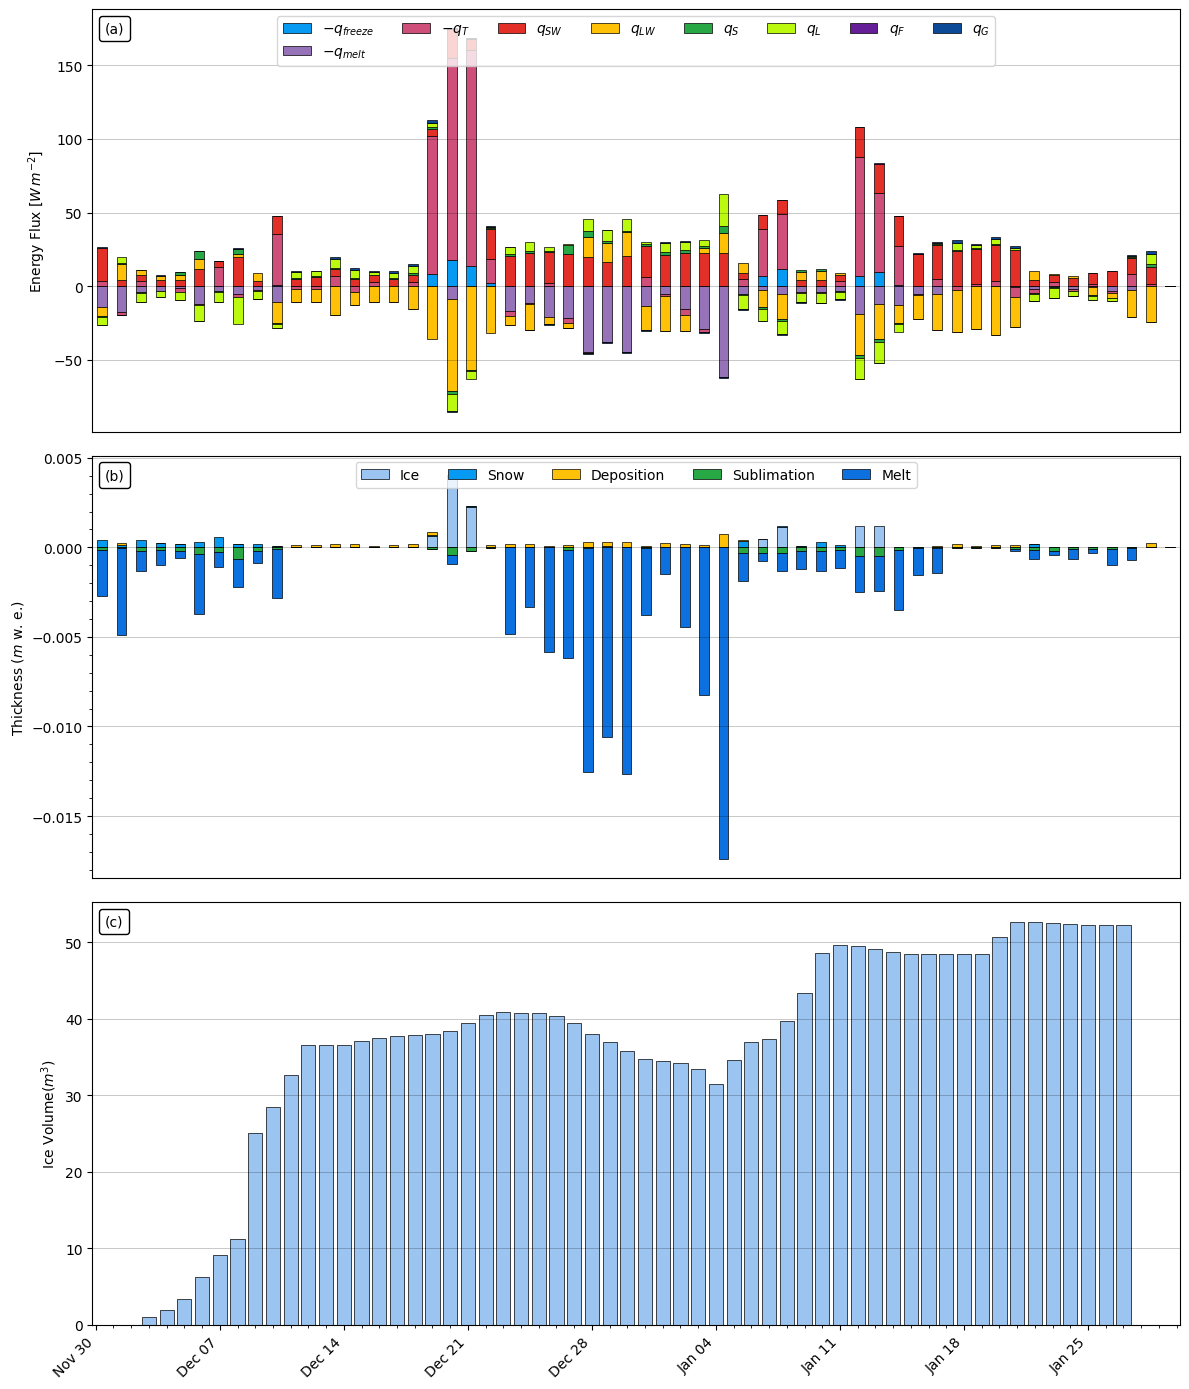 (a)
−q_freeze −q_T q_SW q_LW q_S q_L q_F q_G
−q_melt
150
100
50
0
−50
Energy Flux [W m⁻²]
(b)
Ice Snow Deposition Sublimation Melt
0.005
0.000
−0.005
−0.010
−0.015
Thickness (m w. e.)
(c)
50
40
30
20
10
0
Ice Volume(m³)
Nov 30 Dec 07 Dec 14 Dec 21 Dec 28 Jan 04 Jan 11 Jan 18 Jan 25